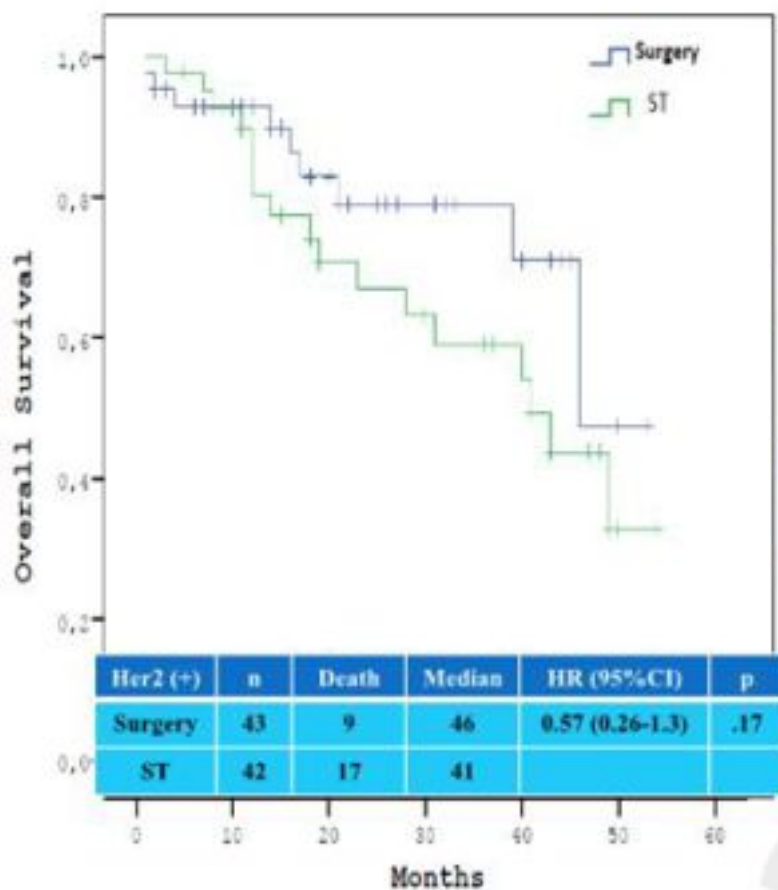 Surgery
ST
1,0
0,8
0,6
0,4
0,2
0,0
Overall Survival
Her2 (+) n Death Median HR (95%CI) p
Surgery 43 9 46 0.57 (0.26-1.3) .17
ST 42 17 41
0 10 20 30 40 50 60
Months